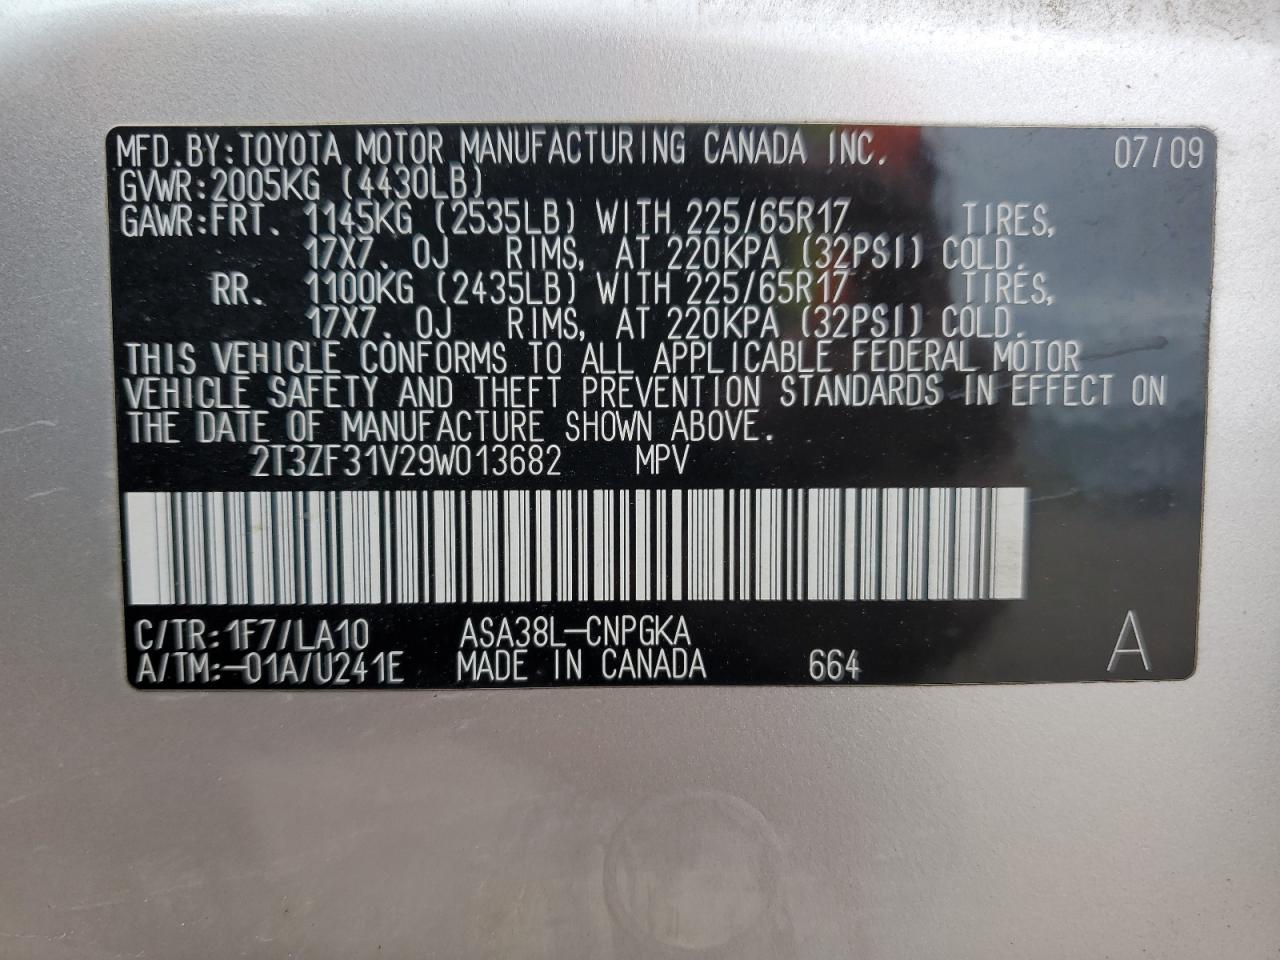 MFD.BY:TOYOTA MOTOR MANUFACTURING CANADA INC. 07/09
GVWR:2005KG (4430LB)
GAWR:FRT. 1145KG (2535LB) WITH 225/65R17 TIRES,
17X7.0J RIMS, AT 220KPA (32PSI) COLD.
RR. 1100KG (2435LB) WITH 225/65R17 TIRES,
17X7.0J RIMS, AT 220KPA (32PSI) COLD.
THIS VEHICLE CONFORMS TO ALL APPLICABLE FEDERAL MOTOR
VEHICLE SAFETY AND THEFT PREVENTION STANDARDS IN EFFECT ON
THE DATE OF MANUFACTURE SHOWN ABOVE.
2T3ZF31V29W013682 MPV
C/TR:1F7/LA10 ASA38L-CNPGKA
A/TM:-01A/U241E MADE IN CANADA 664 A